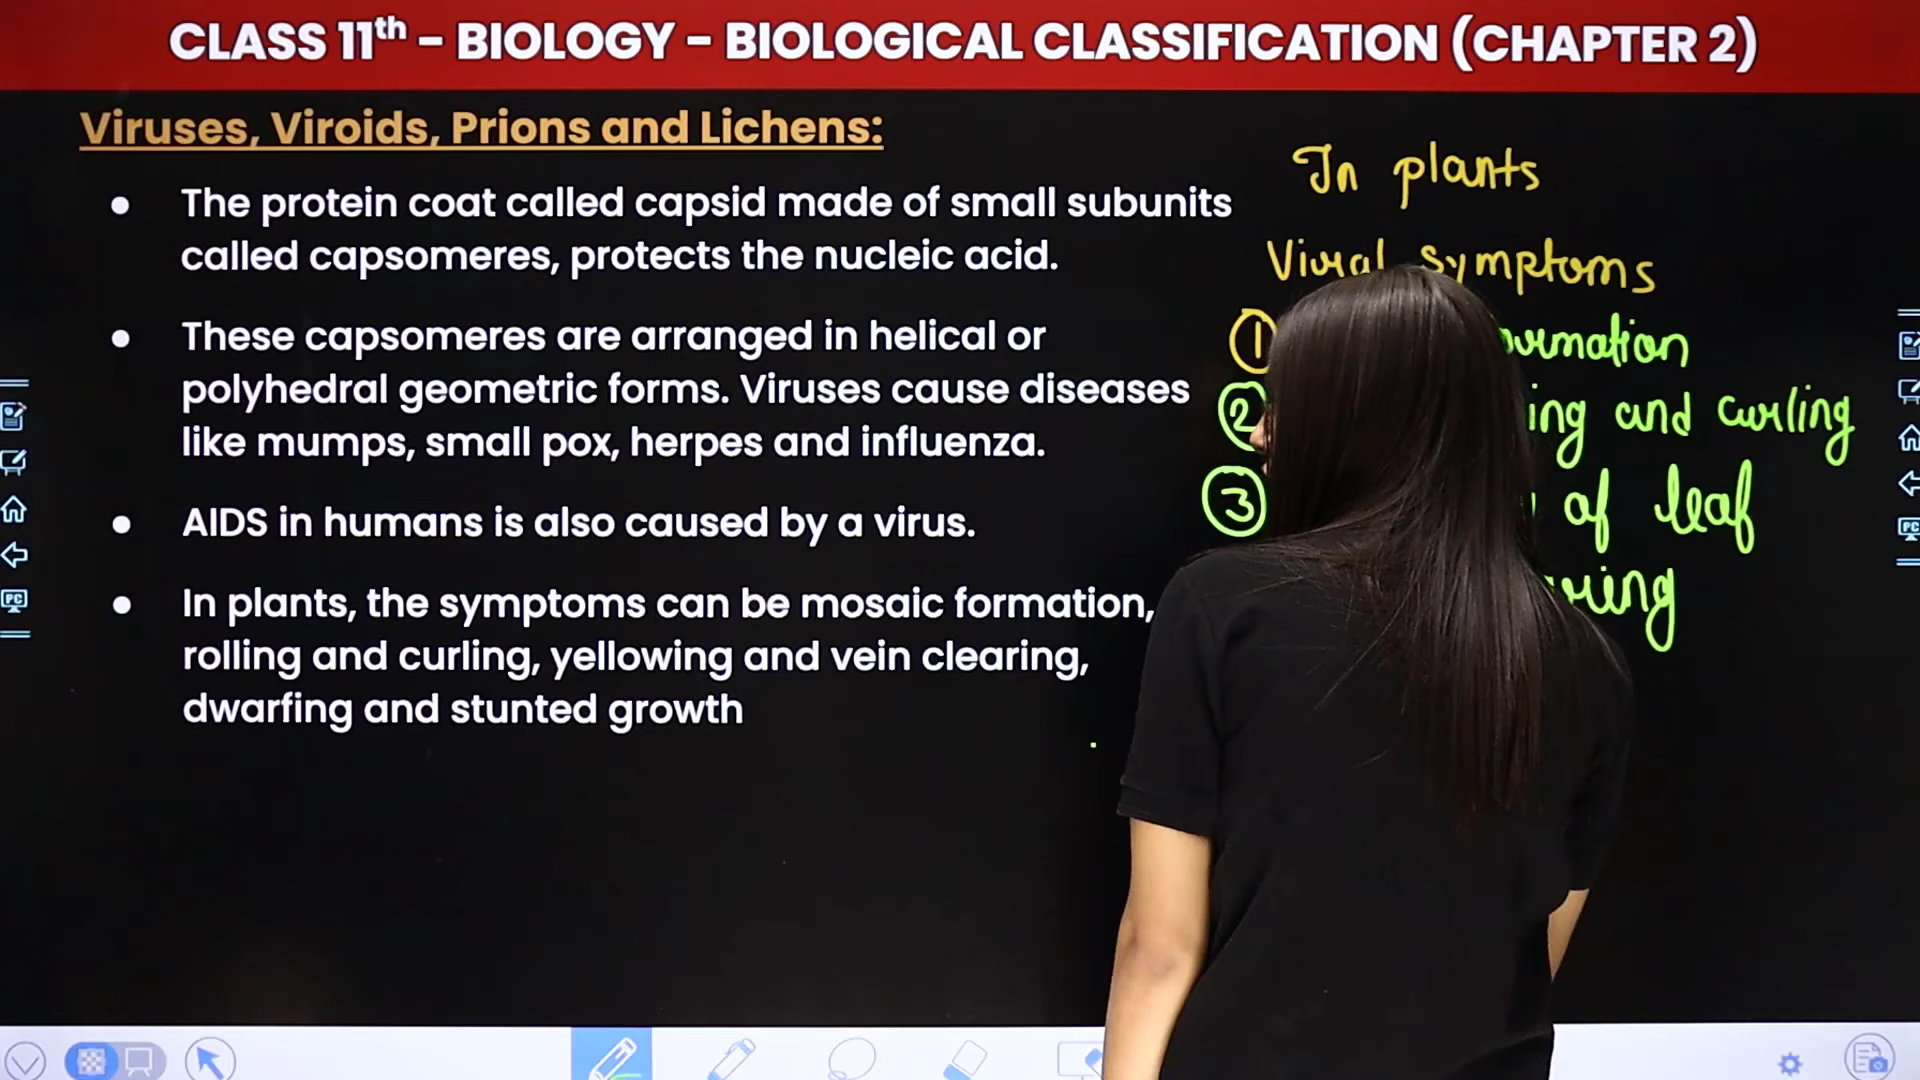 CLASS 11th - BIOLOGY - BIOLOGICAL CLASSIFICATION (CHAPTER 2)
Viruses, Viroids, Prions and Lichens:
• The protein coat called capsid made of small subunits
called capsomeres, protects the nucleic acid.
• These capsomeres are arranged in helical or
polyhedral geometric forms. Viruses cause diseases
like mumps, small pox, herpes and influenza.
• AIDS in humans is also caused by a virus.
• In plants, the symptoms can be mosaic formation,
rolling and curling, yellowing and vein clearing,
dwarfing and stunted growth
In plants
Viral symptoms
1
2 and curling
3 of leaf
PC
PC